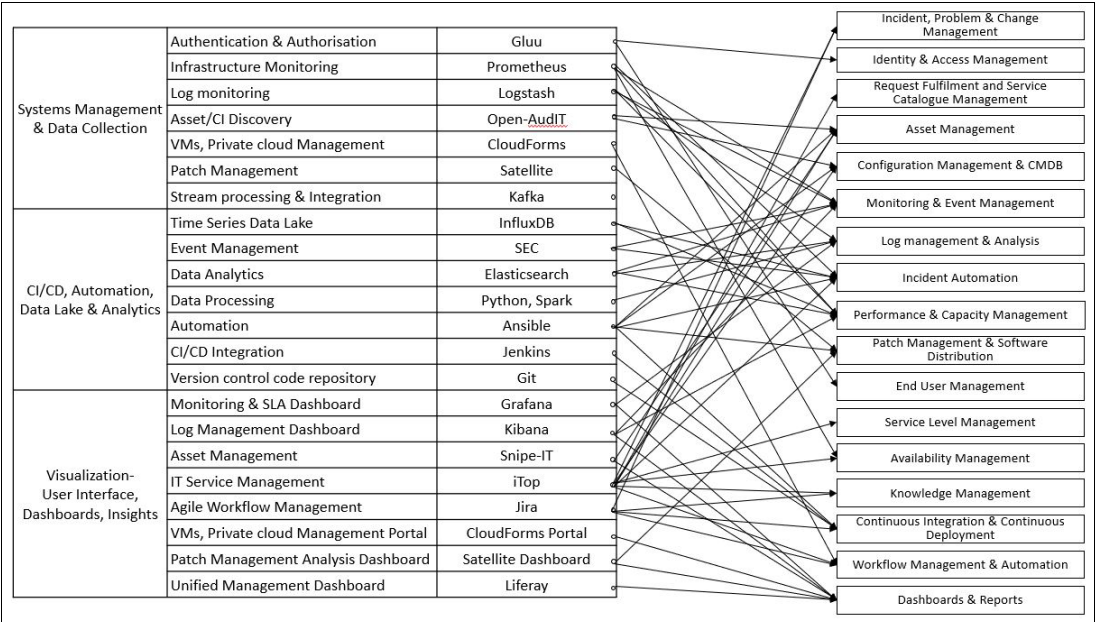 Systems Management
& Data Collection
Authentication & Authorisation Gluu
Infrastructure Monitoring Prometheus
Log monitoring Logstash
Asset/CI Discovery Open-AudIT
VMs, Private cloud Management CloudForms
Patch Management Satellite
Stream processing & Integration Kafka
CI/CD, Automation,
Data Lake & Analytics
Time Series Data Lake InfluxDB
Event Management SEC
Data Analytics Elasticsearch
Data Processing Python, Spark
Automation Ansible
CI/CD Integration Jenkins
Version control code repository Git
Visualization-
User Interface,
Dashboards, Insights
Monitoring & SLA Dashboard Grafana
Log Management Dashboard Kibana
Asset Management Snipe-IT
IT Service Management iTop
Agile Workflow Management Jira
VMs, Private cloud Management Portal CloudForms Portal
Patch Management Analysis Dashboard Satellite Dashboard
Unified Management Dashboard Liferay
Incident, Problem & Change
Management
Identity & Access Management
Request Fulfilment and Service
Catalogue Management
Asset Management
Configuration Management & CMDB
Monitoring & Event Management
Log management & Analysis
Incident Automation
Performance & Capacity Management
Patch Management & Software
Distribution
End User Management
Service Level Management
Availability Management
Knowledge Management
Continuous Integration & Continuous
Deployment
Workflow Management & Automation
Dashboards & Reports